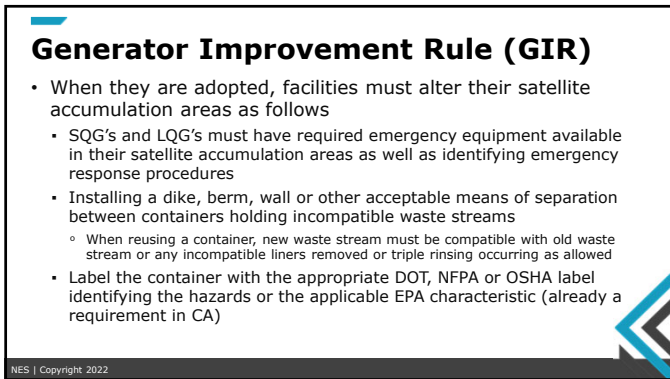 Generator Improvement Rule (GIR)
• When they are adopted, facilities must alter their satellite
accumulation areas as follows
▪ SQG's and LQG's must have required emergency equipment available
in their satellite accumulation areas as well as identifying emergency
response procedures
▪ Installing a dike, berm, wall or other acceptable means of separation
between containers holding incompatible waste streams
o When reusing a container, new waste stream must be compatible with old waste
stream or any incompatible liners removed or triple rinsing occurring as allowed
▪ Label the container with the appropriate DOT, NFPA or OSHA label
identifying the hazards or the applicable EPA characteristic (already a
requirement in CA)
NES | Copyright 2022